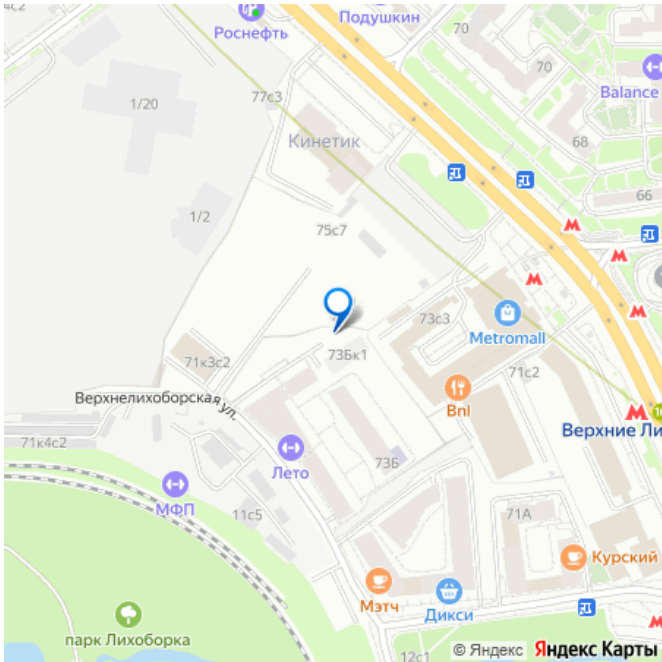 4с2
Роснефть
Подушкин
70
70
Balance
77с3
1/20
Кинетик
68
66
1/2
75с7
73с3
Metromall
73Бк1
71к3с2
71с2
Верхнелихоборская ул.
Bnl
Верхние Ли
71к4с2
Лето
73Б
МФП
11с5
71А
Курский
Мэтч
Дикси
парк Лихоборка
12с1
© Яндекс Яндекс Карты